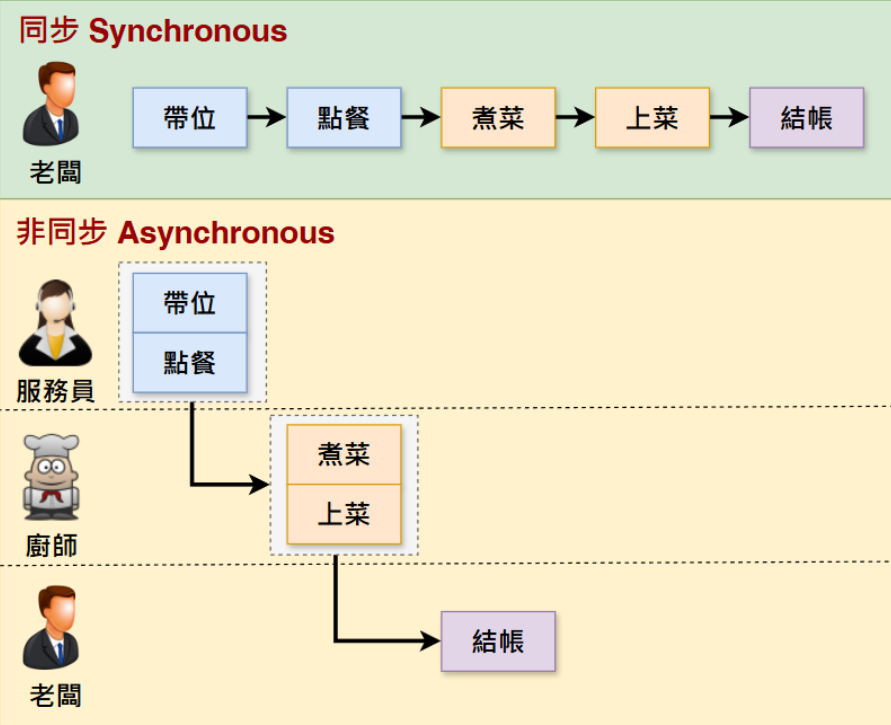 同步 Synchronous
老闆
帶位
點餐
煮菜
上菜
結帳
非同步 Asynchronous
服務員
帶位
點餐
廚師
煮菜
上菜
老闆
結帳